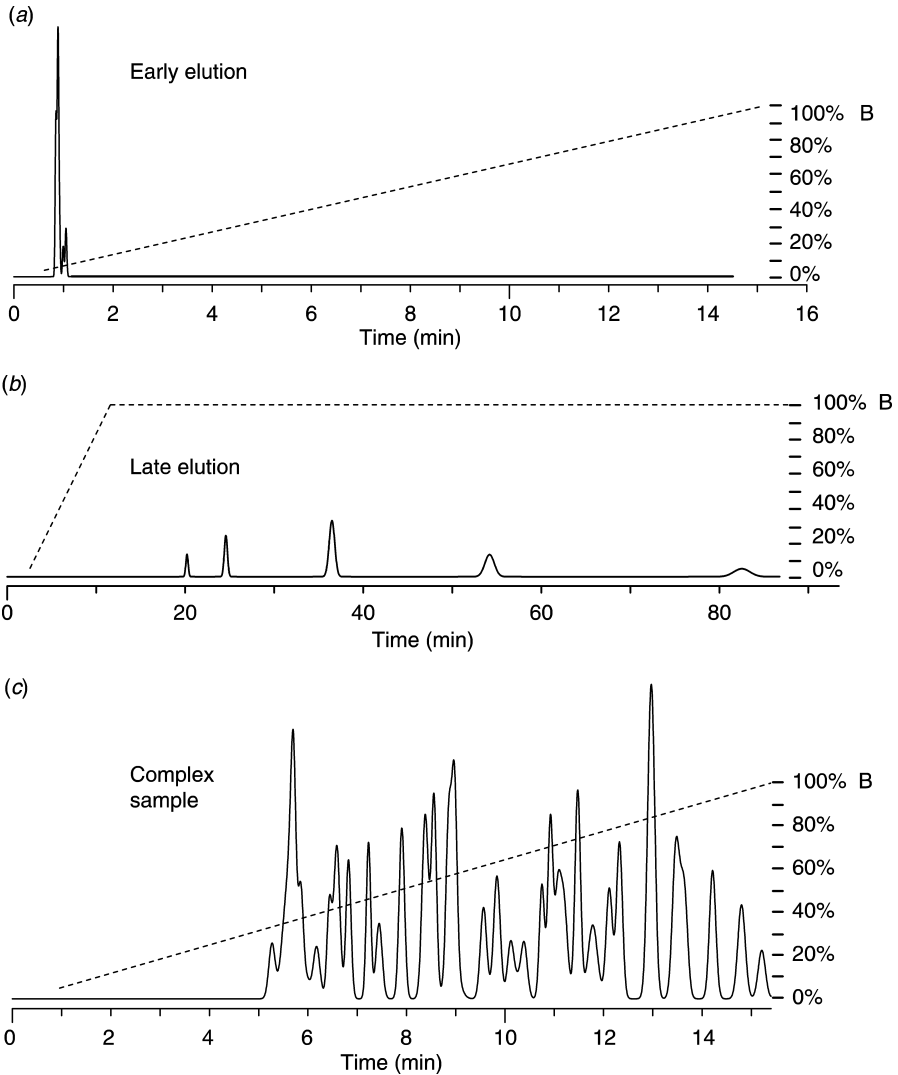 (a)
Early elution
100% B
80%
60%
40%
20%
0%
0 2 4 6 8 10 12 14 16
Time (min)
(b)
100% B
80%
Late elution
60%
40%
20%
0%
0 20 40 60 80
Time (min)
(c)
Complex
sample
100% B
80%
60%
40%
20%
0%
0 2 4 6 8 10 12 14
Time (min)